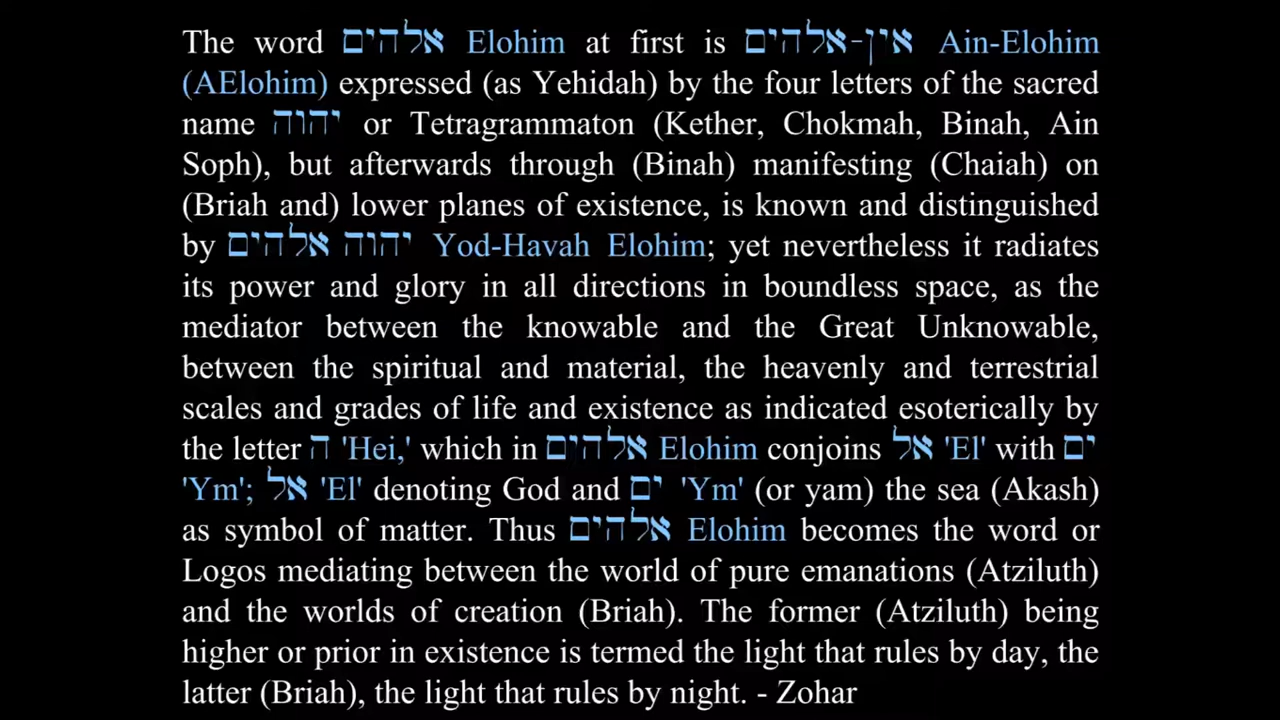 The word אלהים Elohim at first is אין-אלהים Ain-Elohim
(AElohim) expressed (as Yehidah) by the four letters of the sacred
name יהוה or Tetragrammaton (Kether, Chokmah, Binah, Ain
Soph), but afterwards through (Binah) manifesting (Chaiah) on
(Briah and) lower planes of existence, is known and distinguished
by יהוה אלהים Yod-Havah Elohim; yet nevertheless it radiates
its power and glory in all directions in boundless space, as the
mediator between the knowable and the Great Unknowable,
between the spiritual and material, the heavenly and terrestrial
scales and grades of life and existence as indicated esoterically by
the letter ה 'Hei,' which in אלהים Elohim conjoins אל 'El' with ים
'Ym'; אל 'El' denoting God and ים 'Ym' (or yam) the sea (Akash)
as symbol of matter. Thus אלהים Elohim becomes the word or
Logos mediating between the world of pure emanations (Atziluth)
and the worlds of creation (Briah). The former (Atziluth) being
higher or prior in existence is termed the light that rules by day, the
latter (Briah), the light that rules by night. - Zohar